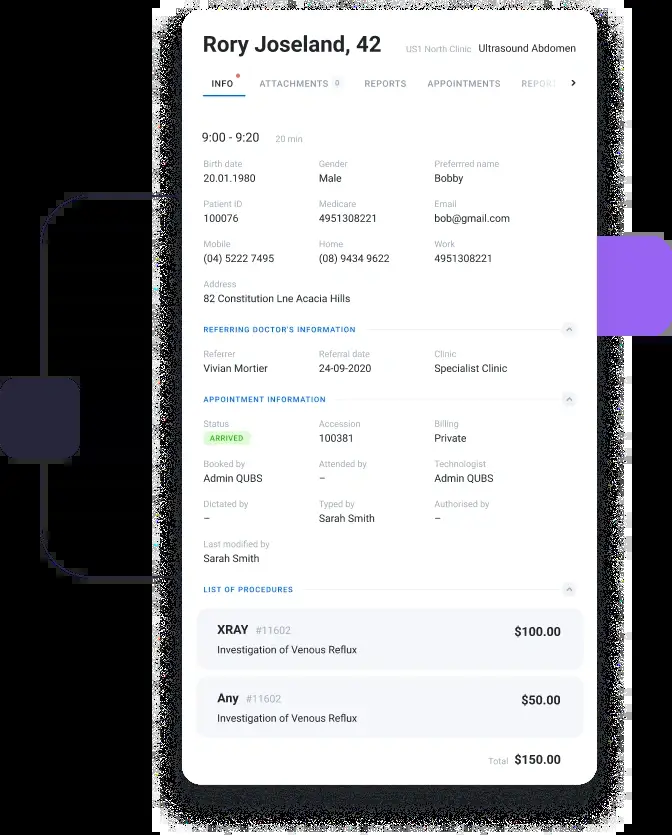 Rory Joseland, 42 US1 North Clinic Ultrasound Abdomen
INFO ATTACHMENTS 0 REPORTS APPOINTMENTS REPOR
9:00 - 9:20 20 min
Birth date Gender Preferrred name
20.01.1980 Male Bobby
Patient ID Medicare Email
100076 4951308221 bob@gmail.com
Mobile Home Work
(04) 5222 7495 (08) 9434 9622 4951308221
Address
82 Constitution Lne Acacia Hills
REFERRING DOCTOR'S INFORMATION
Referrer Referral date Clinic
Vivian Mortier 24-09-2020 Specialist Clinic
APPOINTMENT INFORMATION
Status Accession Billing
ARRIVED 100381 Private
Booked by Attended by Technologist
Admin QUBS – Admin QUBS
Dictated by Typed by Authorised by
– Sarah Smith –
Last modified by
Sarah Smith
LIST OF PROCEDURES
XRAY #11602 $100.00
Investigation of Venous Reflux
Any #11602 $50.00
Investigation of Venous Reflux
Total $150.00